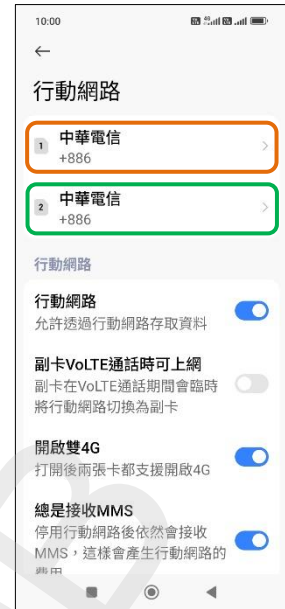 10:00
行動網路
1 中華電信
+886
2 中華電信
+886
行動網路
行動網路
允許透過行動網路存取資料
副卡VoLTE通話時可上網
副卡在VoLTE通話期間會臨時
將行動網路切換為副卡
開啟雙4G
打開後兩張卡都支援開啟4G
總是接收MMS
停用行動網路後依然會接收
MMS，這樣會產生行動網路的
費用